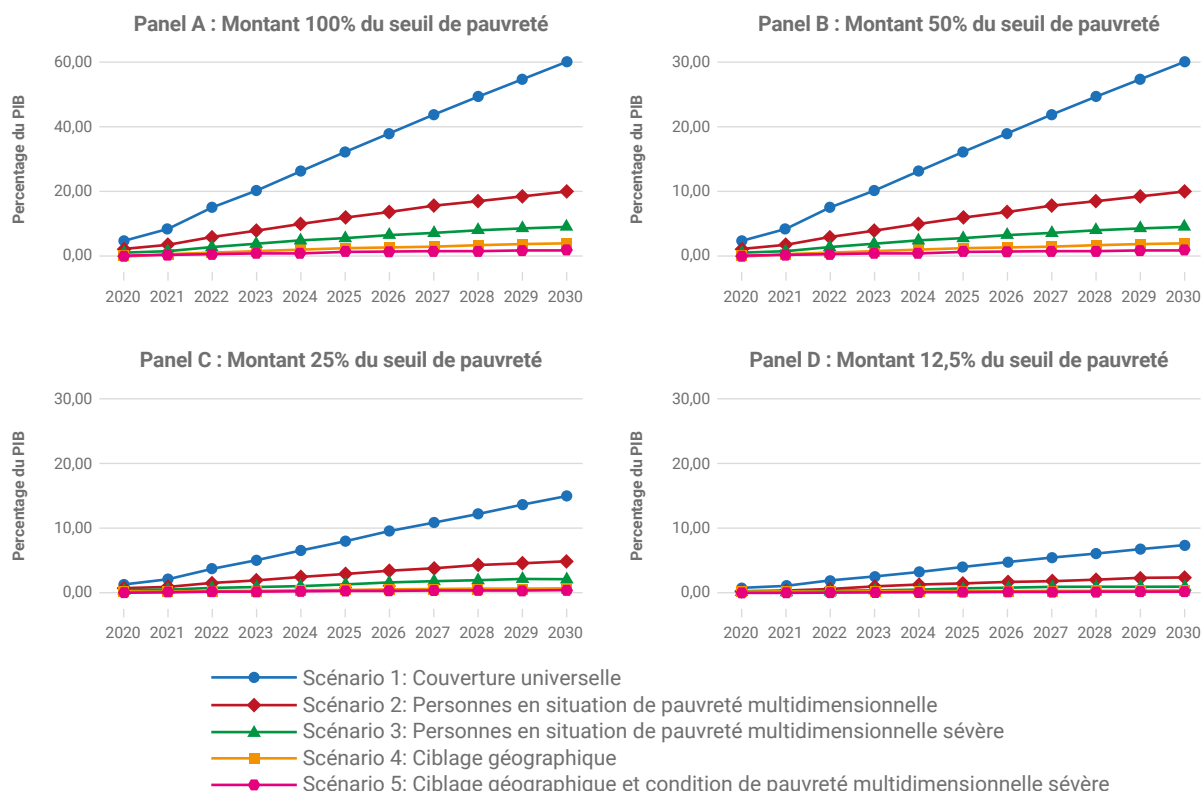 Panel A : Montant 100% du seuil de pauvreté
Percentage du PIB
60,00
40,00
20,00
0,00
2020 2021 2022 2023 2024 2025 2026 2027 2028 2029 2030
Panel B : Montant 50% du seuil de pauvreté
Percentage du PIB
30,00
20,00
10,00
0,00
2020 2021 2022 2023 2024 2025 2026 2027 2028 2029 2030
Panel C : Montant 25% du seuil de pauvreté
Percentage du PIB
30,00
20,00
10,00
0,00
2020 2021 2022 2023 2024 2025 2026 2027 2028 2029 2030
Panel D : Montant 12,5% du seuil de pauvreté
Percentage du PIB
30,00
20,00
10,00
0,00
2020 2021 2022 2023 2024 2025 2026 2027 2028 2029 2030
Scénario 1: Couverture universelle
Scénario 2: Personnes en situation de pauvreté multidimensionnelle
Scénario 3: Personnes en situation de pauvreté multidimensionnelle sévère
Scénario 4: Ciblage géographique
Scénario 5: Ciblage géographique et condition de pauvreté multidimensionnelle sévère